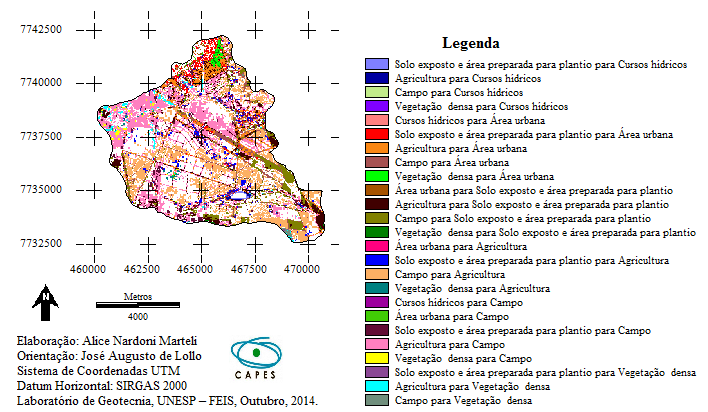 7742500
7740000
7737500
7735000
7732500
460000 462500 465000 467500 470000
N
Metros
4000
Elaboração: Alice Nardoni Marteli
Orientação: José Augusto de Lollo
Sistema de Coordenadas UTM
Datum Horizontal: SIRGAS 2000
Laboratório de Geotecnia, UNESP – FEIS, Outubro, 2014.
CAPES
Legenda
Solo exposto e área preparada para plantio para Cursos hídricos
Agricultura para Cursos hídricos
Campo para Cursos hídricos
Vegetação densa para Cursos hídricos
Cursos hídricos para Área urbana
Solo exposto e área preparada para plantio para Área urbana
Agricultura para Área urbana
Campo para Área urbana
Vegetação densa para Área urbana
Área urbana para Solo exposto e área preparada para plantio
Agricultura para Solo exposto e área preparada para plantio
Campo para Solo exposto e área preparada para plantio
Vegetação densa para Solo exposto e área preparada para plantio
Área urbana para Agricultura
Solo exposto e área preparada para plantio para Agricultura
Campo para Agricultura
Vegetação densa para Agricultura
Cursos hídricos para Campo
Área urbana para Campo
Solo exposto e área preparada para plantio para Campo
Agricultura para Campo
Vegetação densa para Campo
Solo exposto e área preparada para plantio para Vegetação densa
Agricultura para Vegetação densa
Campo para Vegetação densa